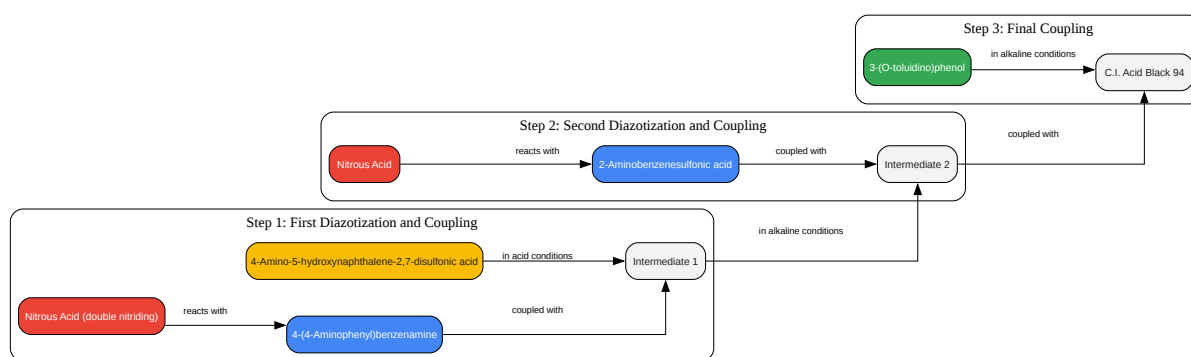 Step 3: Final Coupling
3-(O-toluidino)phenol
in alkaline conditions
C.I. Acid Black 94
Step 2: Second Diazotization and Coupling
coupled with
Nitrous Acid
reacts with
2-Aminobenzenesulfonic acid
coupled with
Intermediate 2
Step 1: First Diazotization and Coupling
in alkaline conditions
4-Amino-5-hydroxynaphthalene-2,7-disulfonic acid
in acid conditions
Intermediate 1
Nitrous Acid (double nitriding)
reacts with
4-(4-Aminophenyl)benzenamine
coupled with